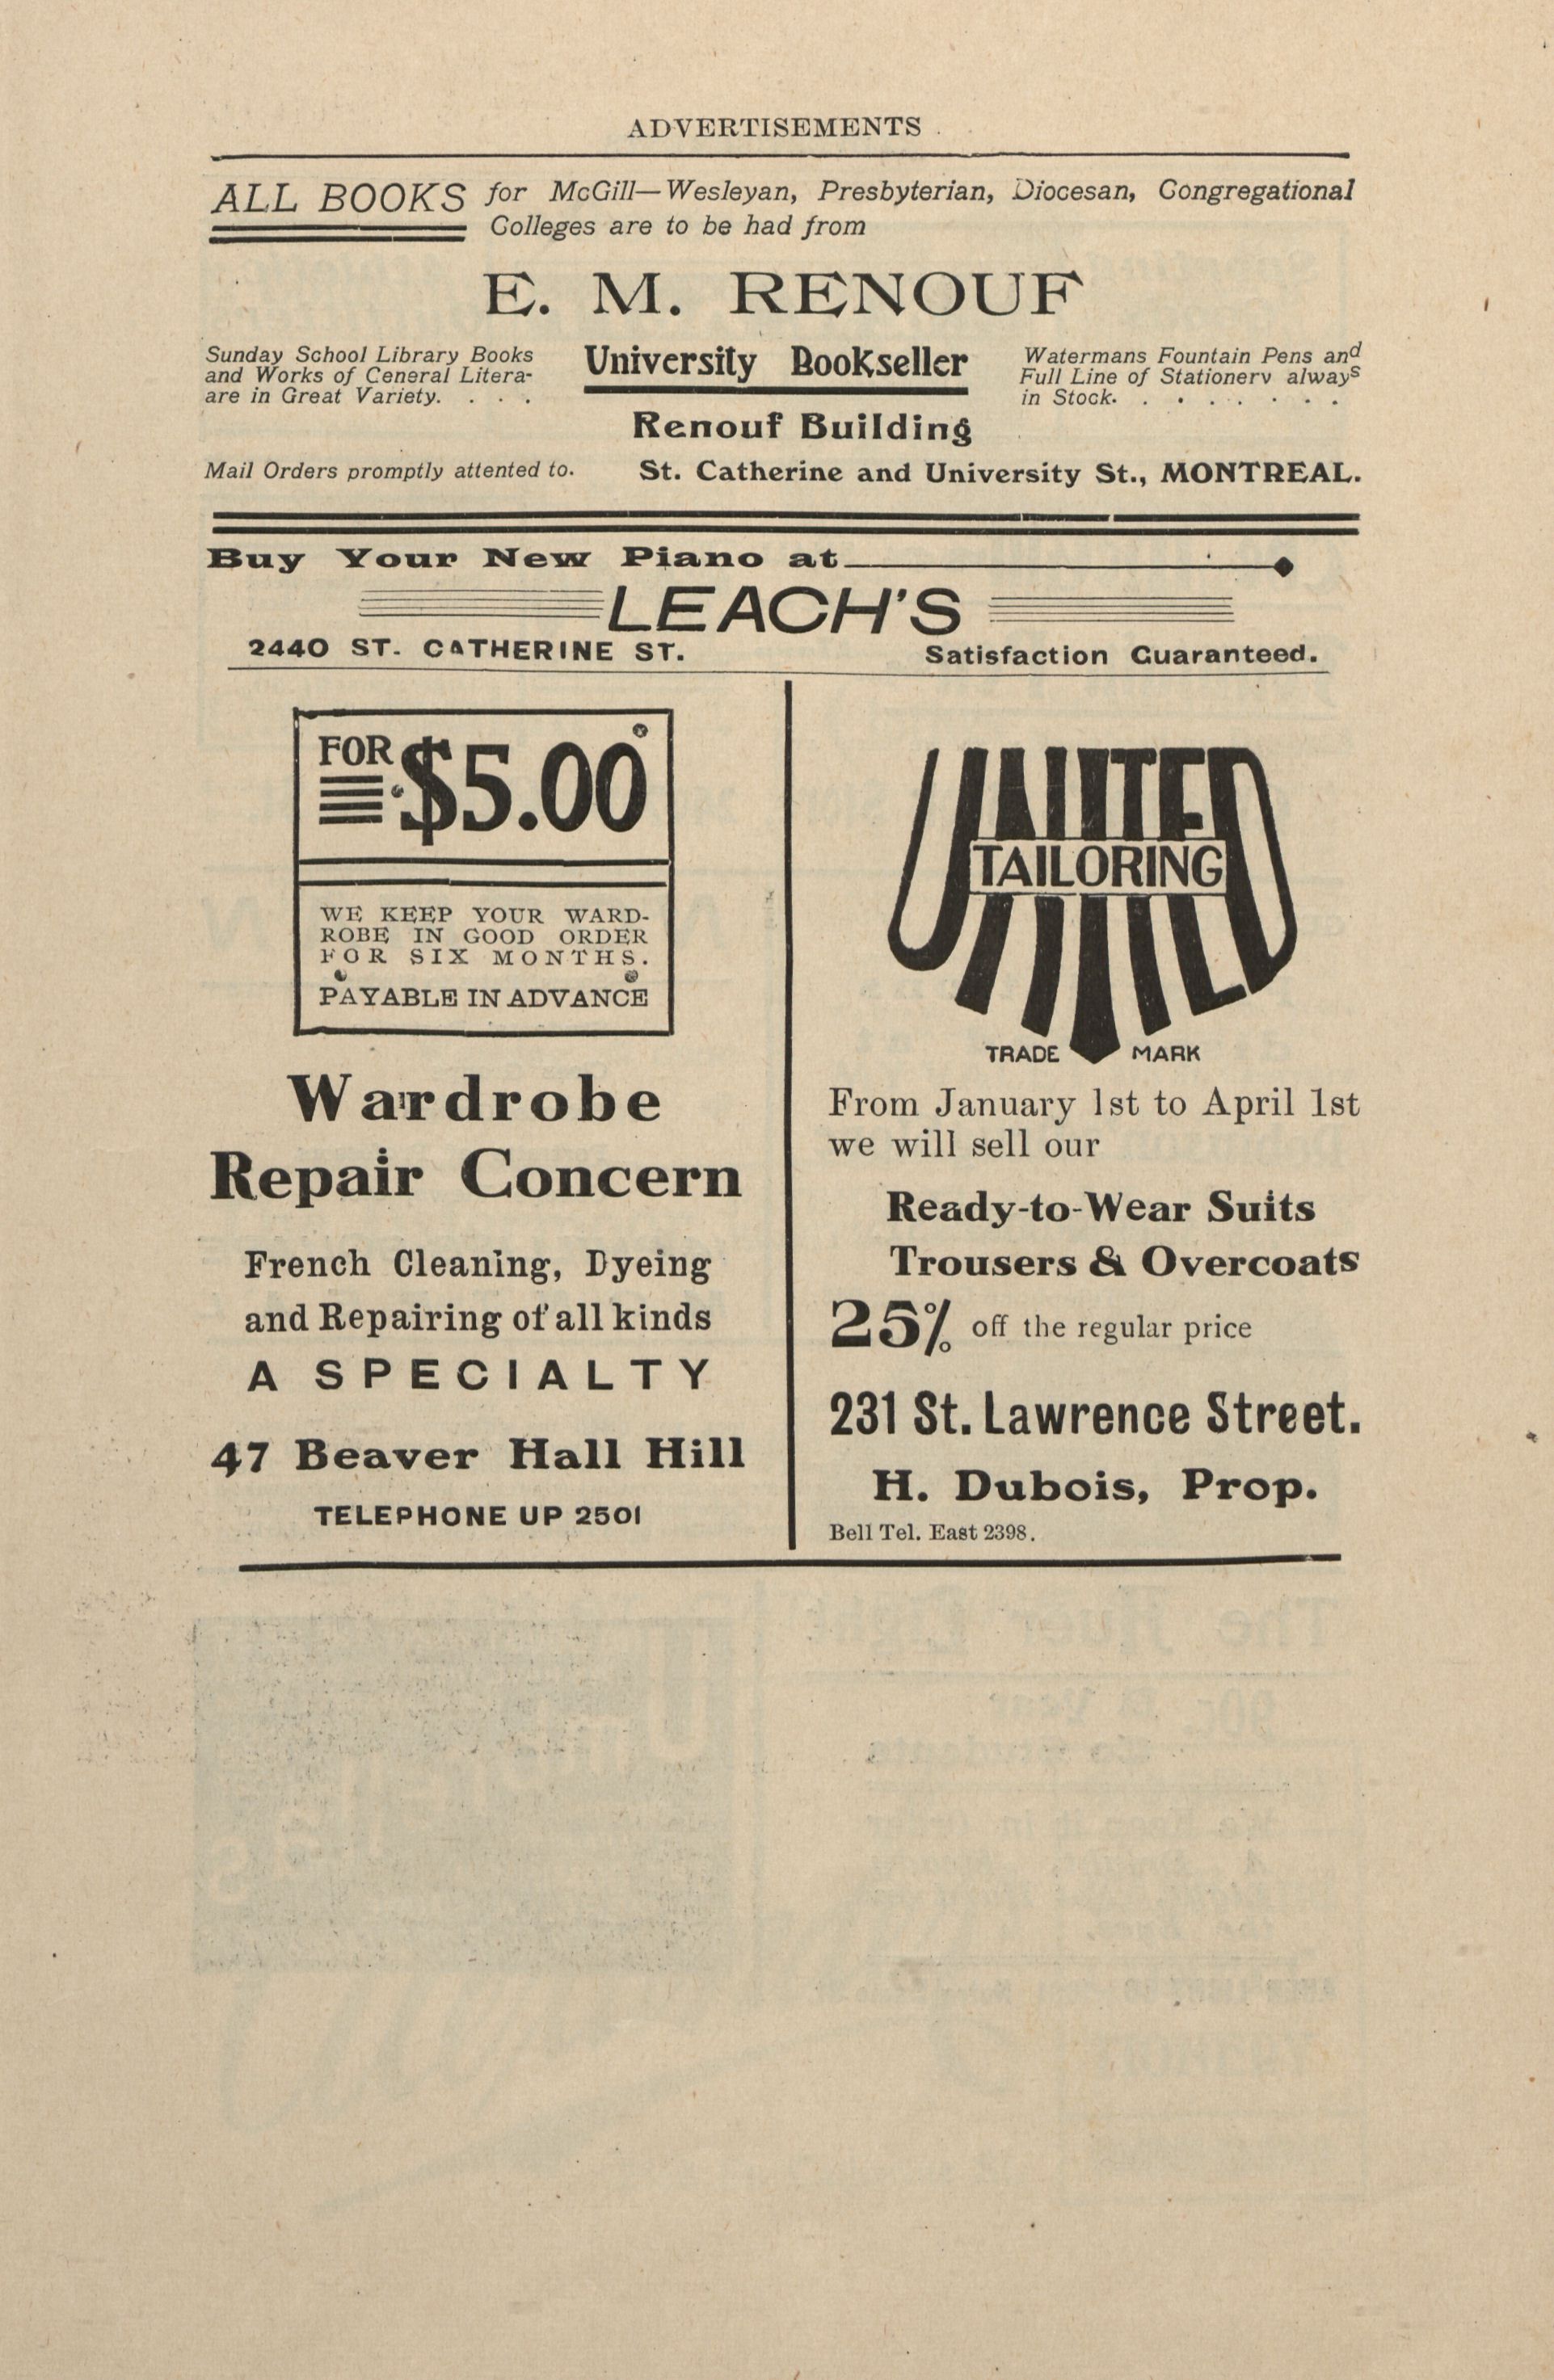 ADVERTISEMENTS
ALL BOOKS for McGill—Wesleyan, Presbyterian, Diocesan, Congregational
Colleges are to be had from
E. M. RENOUF
Sunday School Library Books
and Works of Ceneral Litera-
are in Great Variety. . . .
University Bookseller
Watermans Fountain Pens and
Full Line of Stationery always
in Stock. . . . . . . . .
Renouf Building
Mail Orders promptly attented to.
St. Catherine and University St., MONTREAL.
Buy Your New Piano at
LEACH'S
2440 ST. CATHERINE ST.
Satisfaction Guaranteed.
FOR $5.00
WE KEEP YOUR WARD-
ROBE IN GOOD ORDER
FOR SIX MONTHS.
PAYABLE IN ADVANCE
Wardrobe
Repair Concern
French Cleaning, Dyeing
and Repairing of all kinds
A SPECIALTY
47 Beaver Hall Hill
TELEPHONE UP 2501
UNITED
TAILORING
TRADE MARK
From January 1st to April 1st
we will sell our
Ready-to-Wear Suits
Trousers & Overcoats
25% off the regular price
231 St. Lawrence Street.
H. Dubois, Prop.
Bell Tel. East 2398.